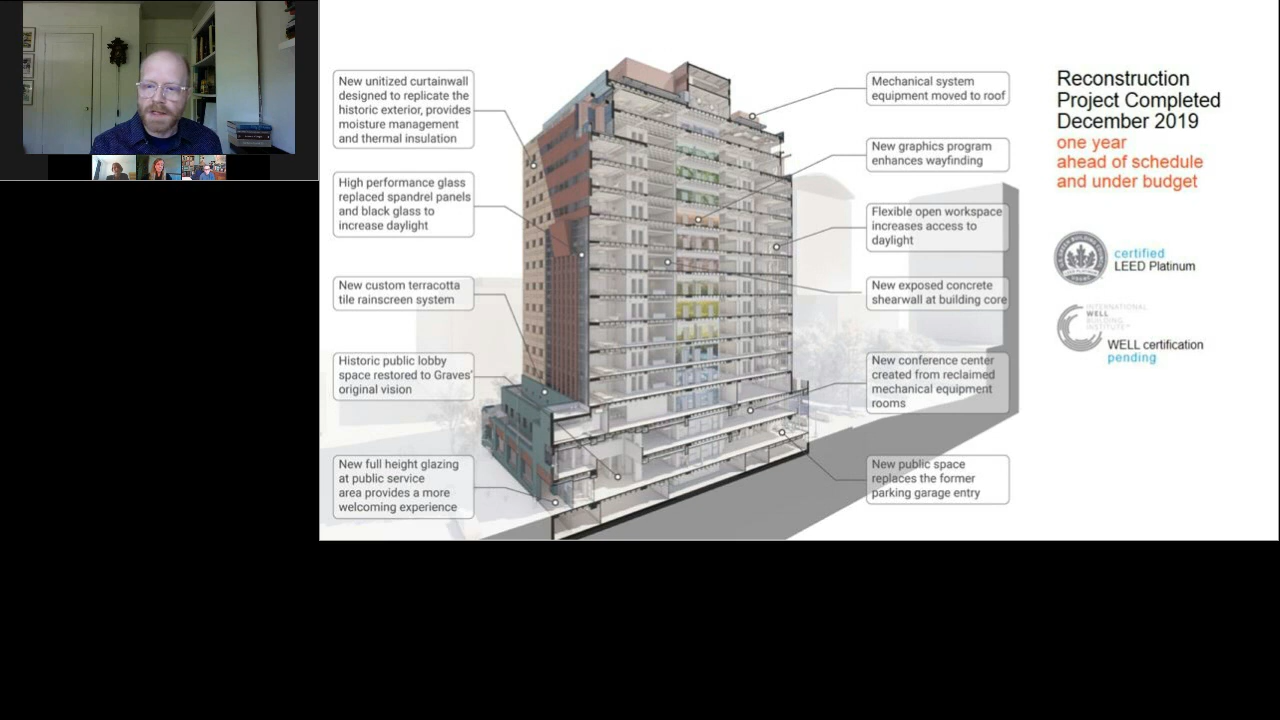 New unitized curtainwall
designed to replicate the
historic exterior, provides
moisture management
and thermal insulation
High performance glass
replaced spandrel panels
and black glass to
increase daylight
New custom terracotta
tile rainscreen system
Historic public lobby
space restored to Graves'
original vision
New full height glazing
at public service
area provides a more
welcoming experience
Mechanical system
equipment moved to roof
New graphics program
enhances wayfinding
Flexible open workspace
increases access to
daylight
New exposed concrete
shearwall at building core
New conference center
created from reclaimed
mechanical equipment
rooms
New public space
replaces the former
parking garage entry
Reconstruction
Project Completed
December 2019
one year
ahead of schedule
and under budget
certified
LEED Platinum
INTERNATIONAL
WELL
BUILDING
INSTITUTE™
WELL certification
pending